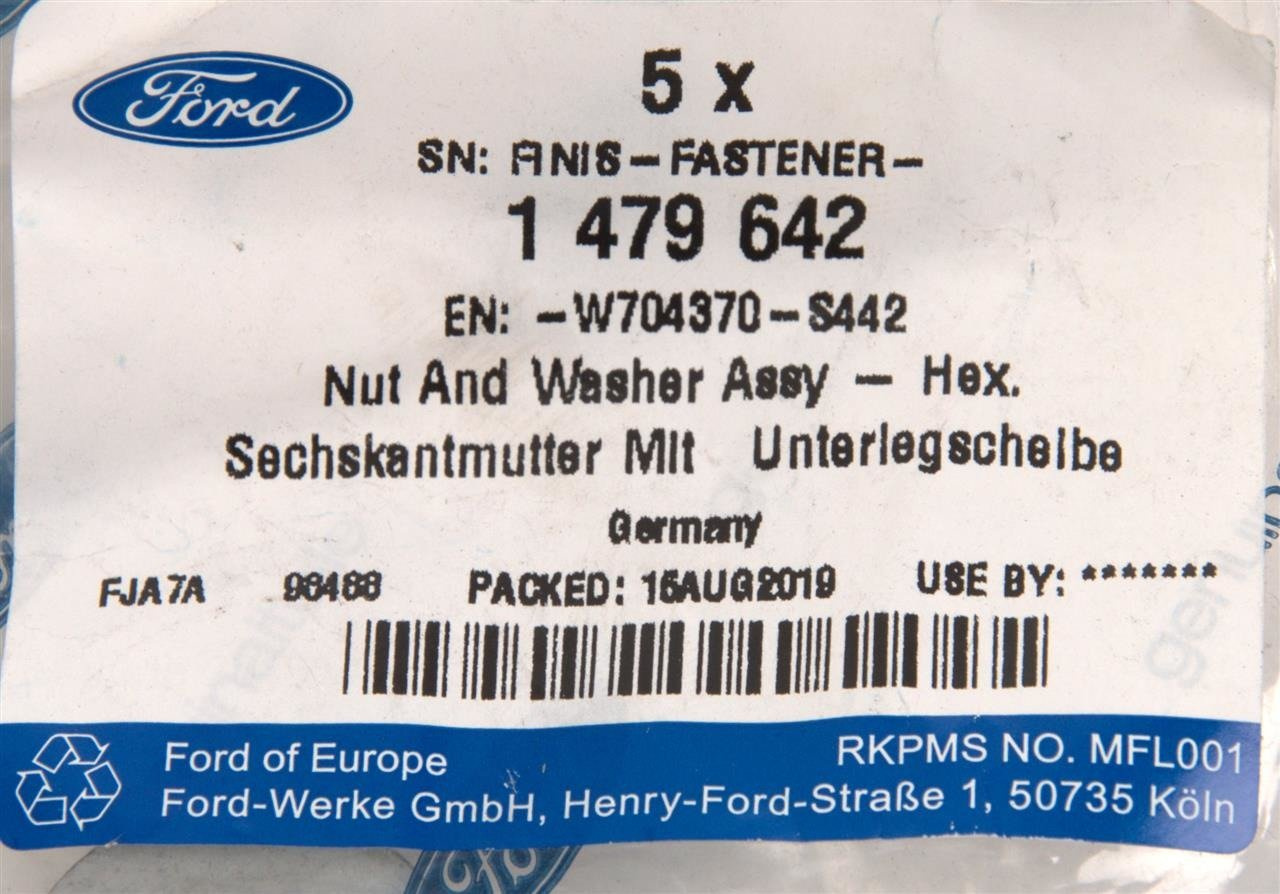 Ford
5 x
SN: FINIS-FASTENER-
1 479 642
EN: -W704370-S442
Nut And Washer Assy - Hex.
Sechskantmutter Mit Unterlegscheibe
Germany
FJA7A 98488 PACKED: 15AUG2019 USE BY: *******
Ford of Europe RKPMS NO. MFL001
Ford-Werke GmbH, Henry-Ford-Straße 1, 50735 Köln